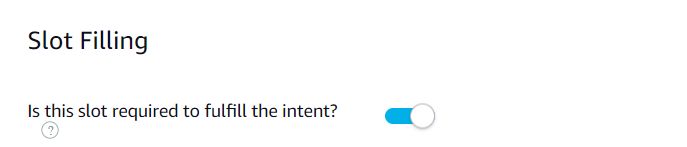 Slot Filling
Is this slot required to fulfill the intent?
?